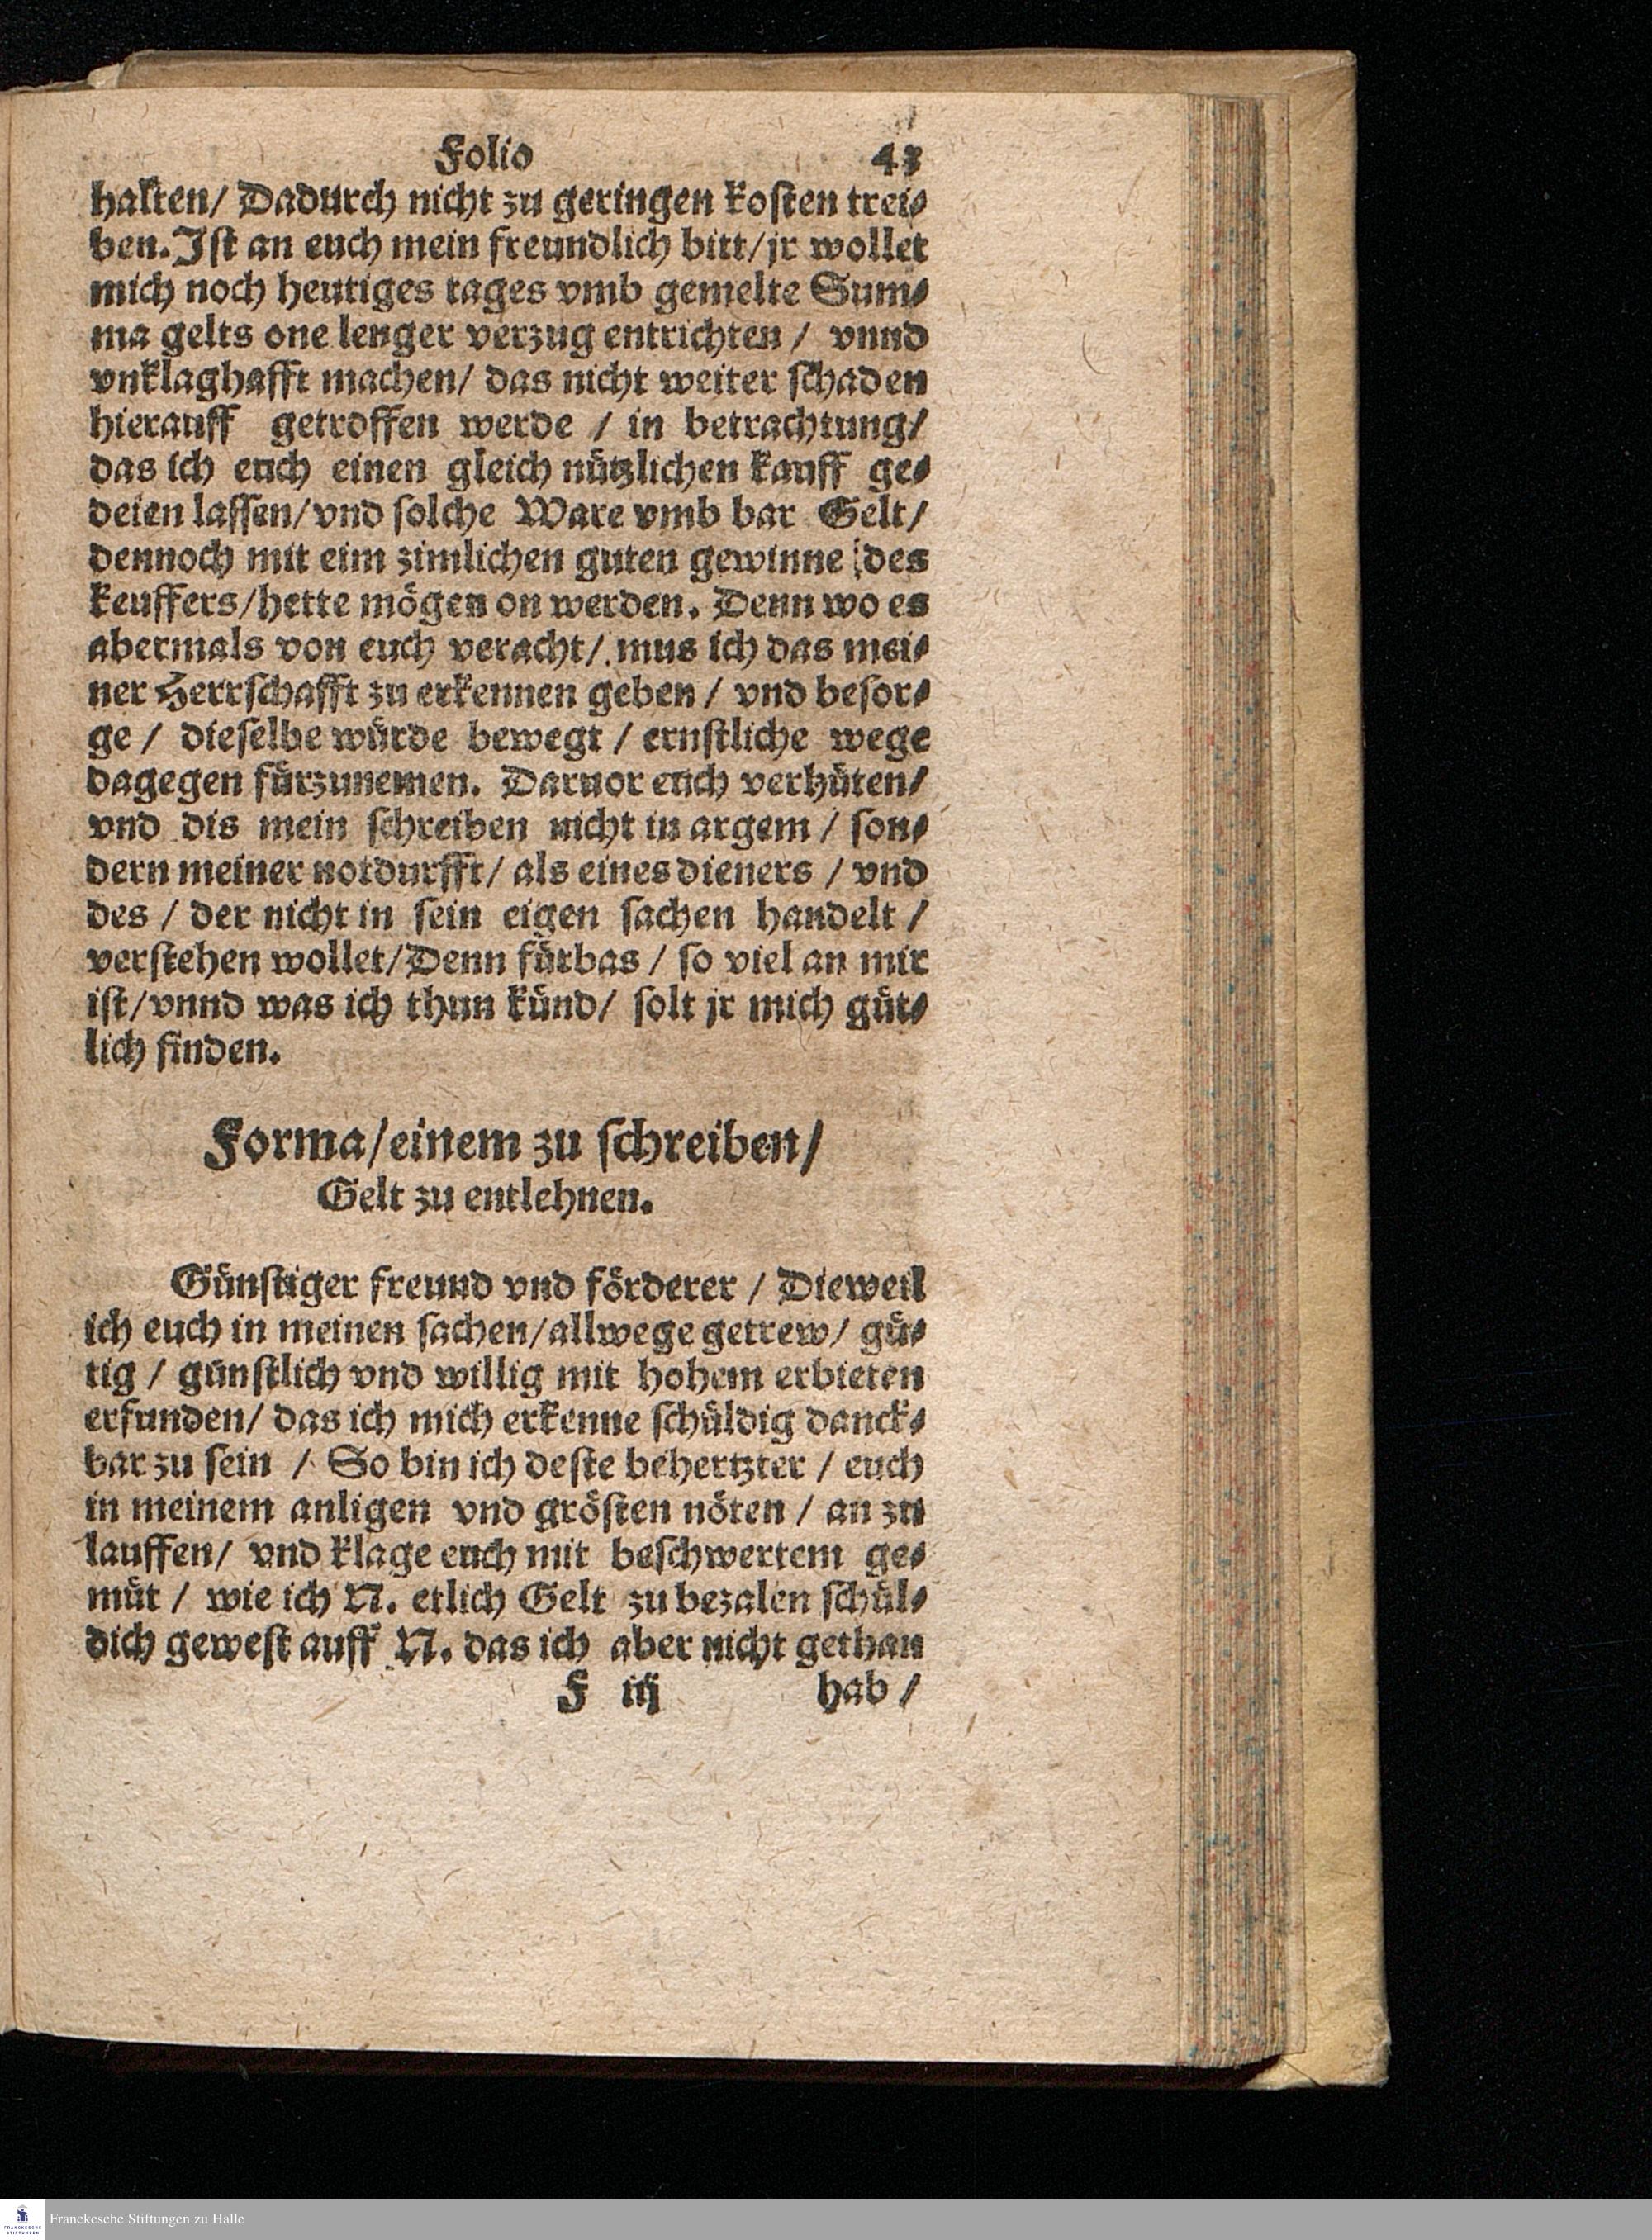 Folio 43
halten/ Dadurch nicht zu geringen koſten trei⸗
ben. Jſt an euch mein freundlich bitt/ jr wollet
mich noch heutiges tages vmb gemelte Sum⸗
ma gelts one lenger verzug entrichten / vnnd
vnklaghafft machen/ das nicht weiter ſchaden
hierauff getroffen werde / in betrachtung/
das ich euch einen gleich nützlichen kauff ge⸗
deien laſſen/ vnd ſolche Ware vmb bar Gelt/
dennoch mit eim zimlichen guten gewinne des
keuffers/ hette mögen on werden. Denn wo es
abermals von euch veracht/ mus ich das mei⸗
ner Herrſchafft zu erkennen geben / vnd beſor⸗
ge / dieſelbe würde bewegt / ernſtliche wege
dagegen fürzunemen. Daruor euch verhüten/
vnd dis mein ſchreiben nicht in argem / ſon⸗
dern meiner notdurfft/ als eines dieners / vnd
des / der nicht in ſein eigen ſachen handelt /
verſtehen wollet/ Denn fürbas / ſo viel an mir
iſt/ vnnd was ich thun künd/ ſolt jr mich güt⸗
lich finden.
Forma/ einem zu ſchreiben/
Gelt zu entlehnen.
Günſtiger freund vnd förderer / Dieweil
ich euch in meinen ſachen/ allwege getrew/ gü⸗
tig / günſtlich vnd willig mit hohem erbieten
erfunden/ das ich mich erkenne ſchüldig danck⸗
bar zu ſein / So bin ich deſte behertzter / euch
in meinem anligen vnd gröſten nöten / an zu
lauffen/ vnd klage euch mit beſchwertem ge⸗
müt / wie ich N. etlich Gelt zu bezalen ſchül⸗
dich geweſt auff N. das ich aber nicht gethan
F iij hab /
Franckesche Stiftungen zu Halle
FRANCKESCHE
STIFTUNGEN